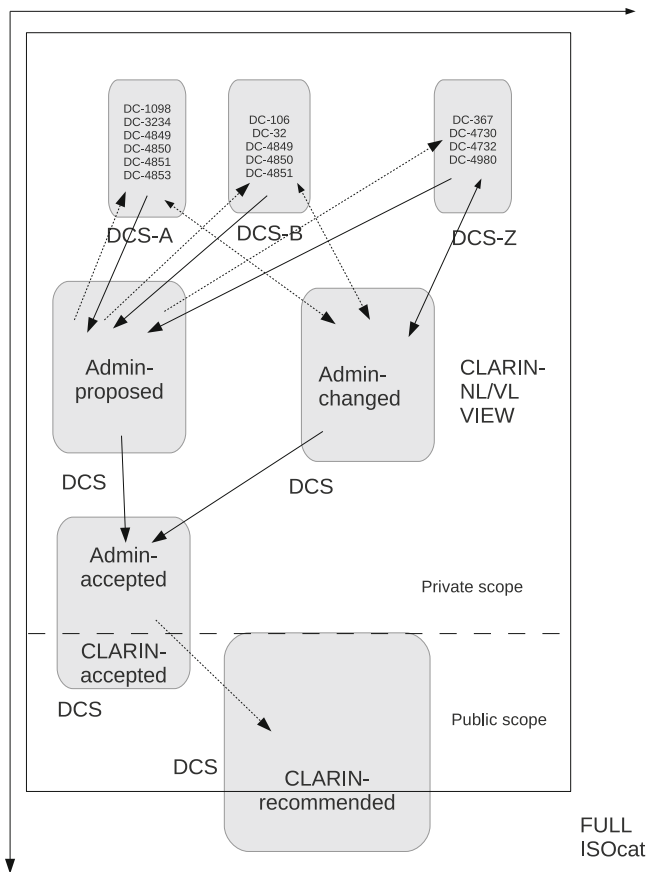 DC-1098
DC-3234
DC-4849
DC-4850
DC-4851
DC-4853
DCS-A
DC-106
DC-32
DC-4849
DC-4850
DC-4851
DCS-B
DC-367
DC-4730
DC-4732
DC-4980
DCS-Z
Admin-
proposed
DCS
Admin-
changed
DCS
CLARIN-
NL/VL
VIEW
Admin-
accepted
Private scope
CLARIN-
accepted
DCS
Public scope
DCS
CLARIN-
recommended
FULL
ISOcat